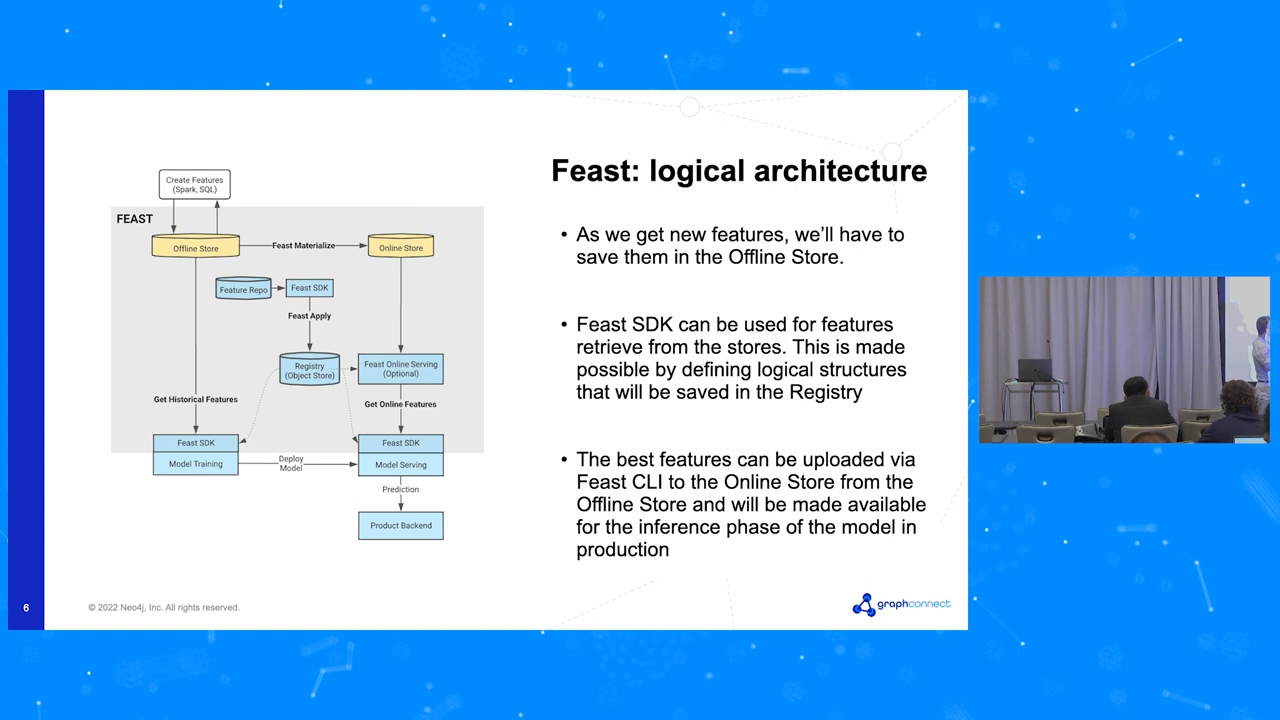 Feast: logical architecture
• As we get new features, we'll have to
save them in the Offline Store.
• Feast SDK can be used for features
retrieve from the stores. This is made
possible by defining logical structures
that will be saved in the Registry
• The best features can be uploaded via
Feast CLI to the Online Store from the
Offline Store and will be made available
for the inference phase of the model in
production
Create Features
(Spark, SQL)
FEAST
Offline Store
Feast Materialize
Online Store
Feature Repo
Feast SDK
Feast Apply
Registry
(Object Store)
Feast Online Serving
(Optional)
Get Historical Features
Get Online Features
Feast SDK
Model Training
Deploy
Model
Feast SDK
Model Serving
Prediction
Product Backend
6
© 2022 Neo4j, Inc. All rights reserved.
graphconnect